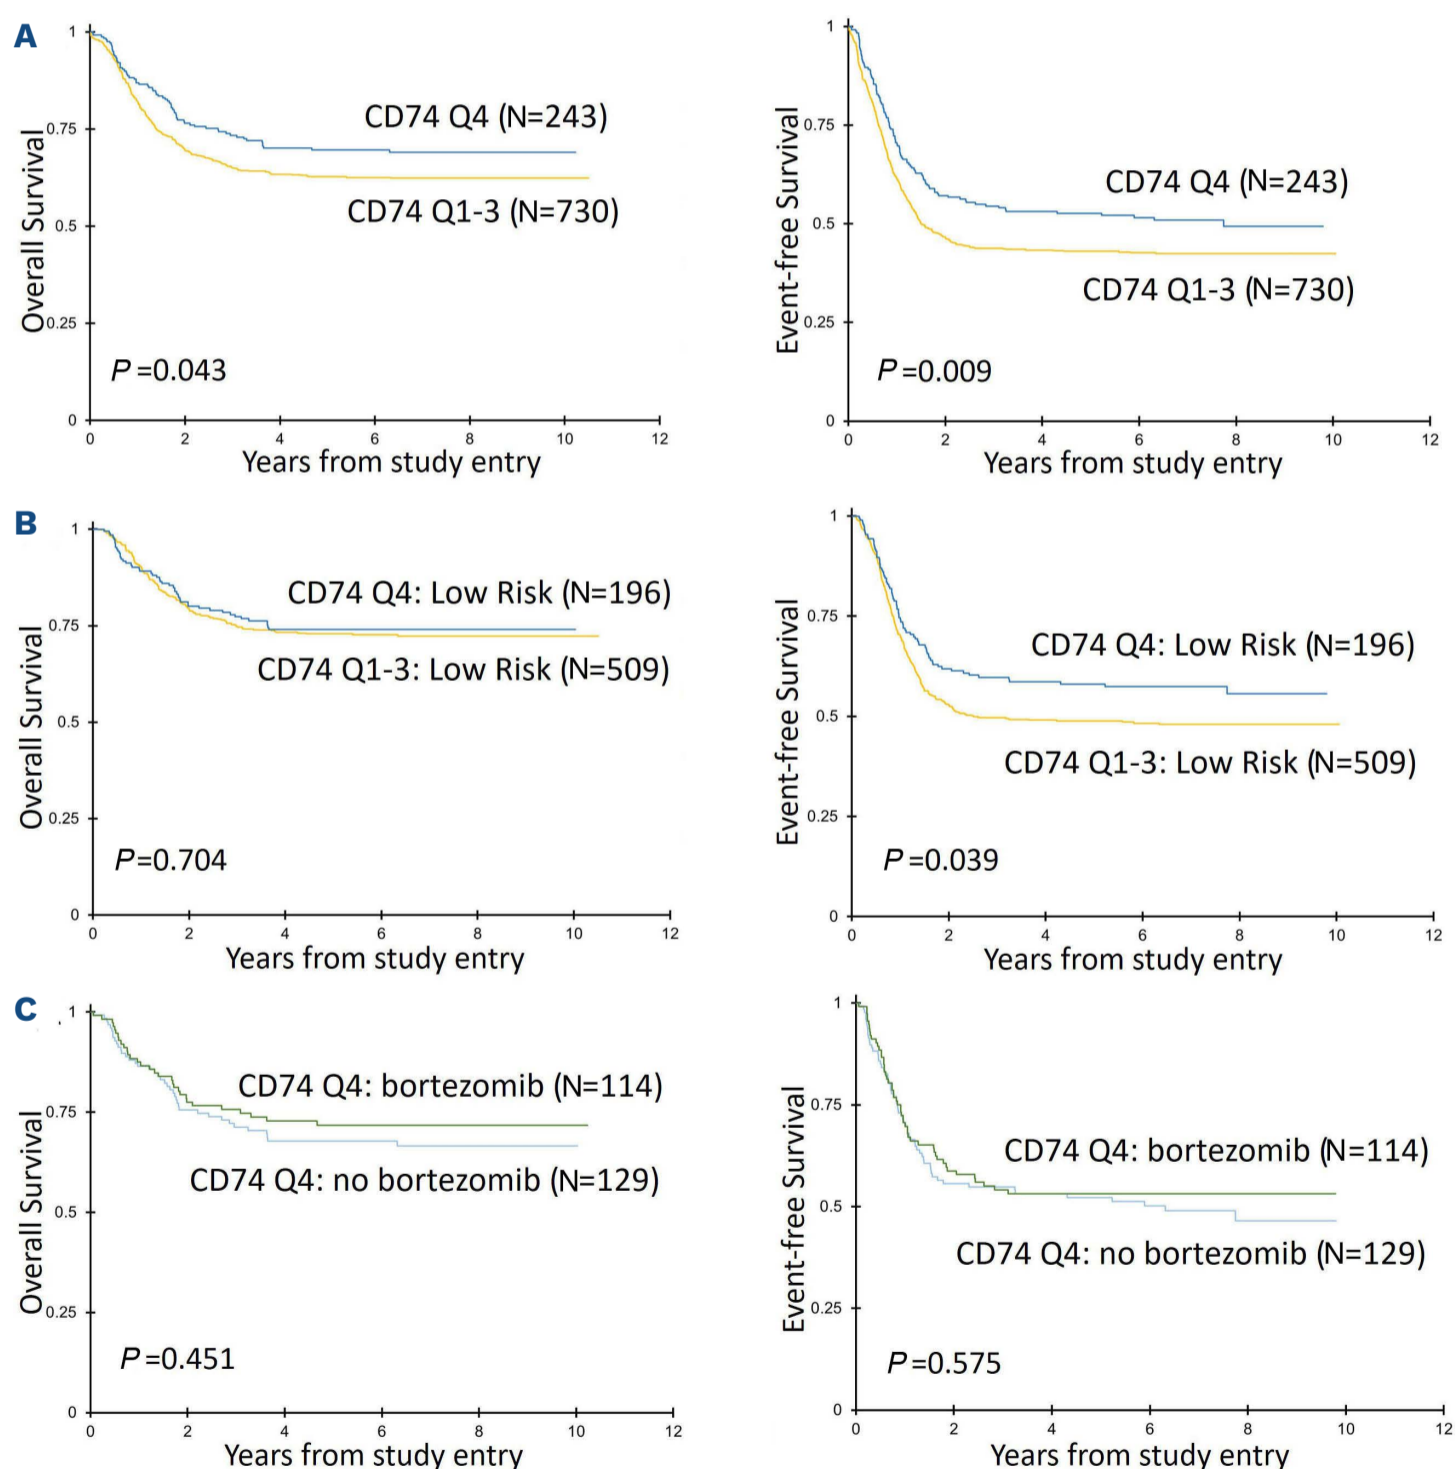 A
Overall Survival
1
0.75
0.5
0.25
0
CD74 Q4 (N=243)
CD74 Q1-3 (N=730)
P =0.043
0 2 4 6 8 10 12
Years from study entry
Event-free Survival
1
0.75
0.5
0.25
0
CD74 Q4 (N=243)
CD74 Q1-3 (N=730)
P =0.009
0 2 4 6 8 10 12
Years from study entry
B
Overall Survival
1
0.75
0.5
0.25
0
CD74 Q4: Low Risk (N=196)
CD74 Q1-3: Low Risk (N=509)
P=0.704
0 2 4 6 8 10 12
Years from study entry
Event-free Survival
1
0.75
0.5
0.25
0
CD74 Q4: Low Risk (N=196)
CD74 Q1-3: Low Risk (N=509)
P =0.039
0 2 4 6 8 10 12
Years from study entry
C
Overall Survival
1
0.75
0.5
0.25
0
CD74 Q4: bortezomib (N=114)
CD74 Q4: no bortezomib (N=129)
P =0.451
0 2 4 6 8 10 12
Years from study entry
Event-free Survival
1
0.75
0.5
0.25
0
CD74 Q4: bortezomib (N=114)
CD74 Q4: no bortezomib (N=129)
P =0.575
0 2 4 6 8 10 12
Years from study entry